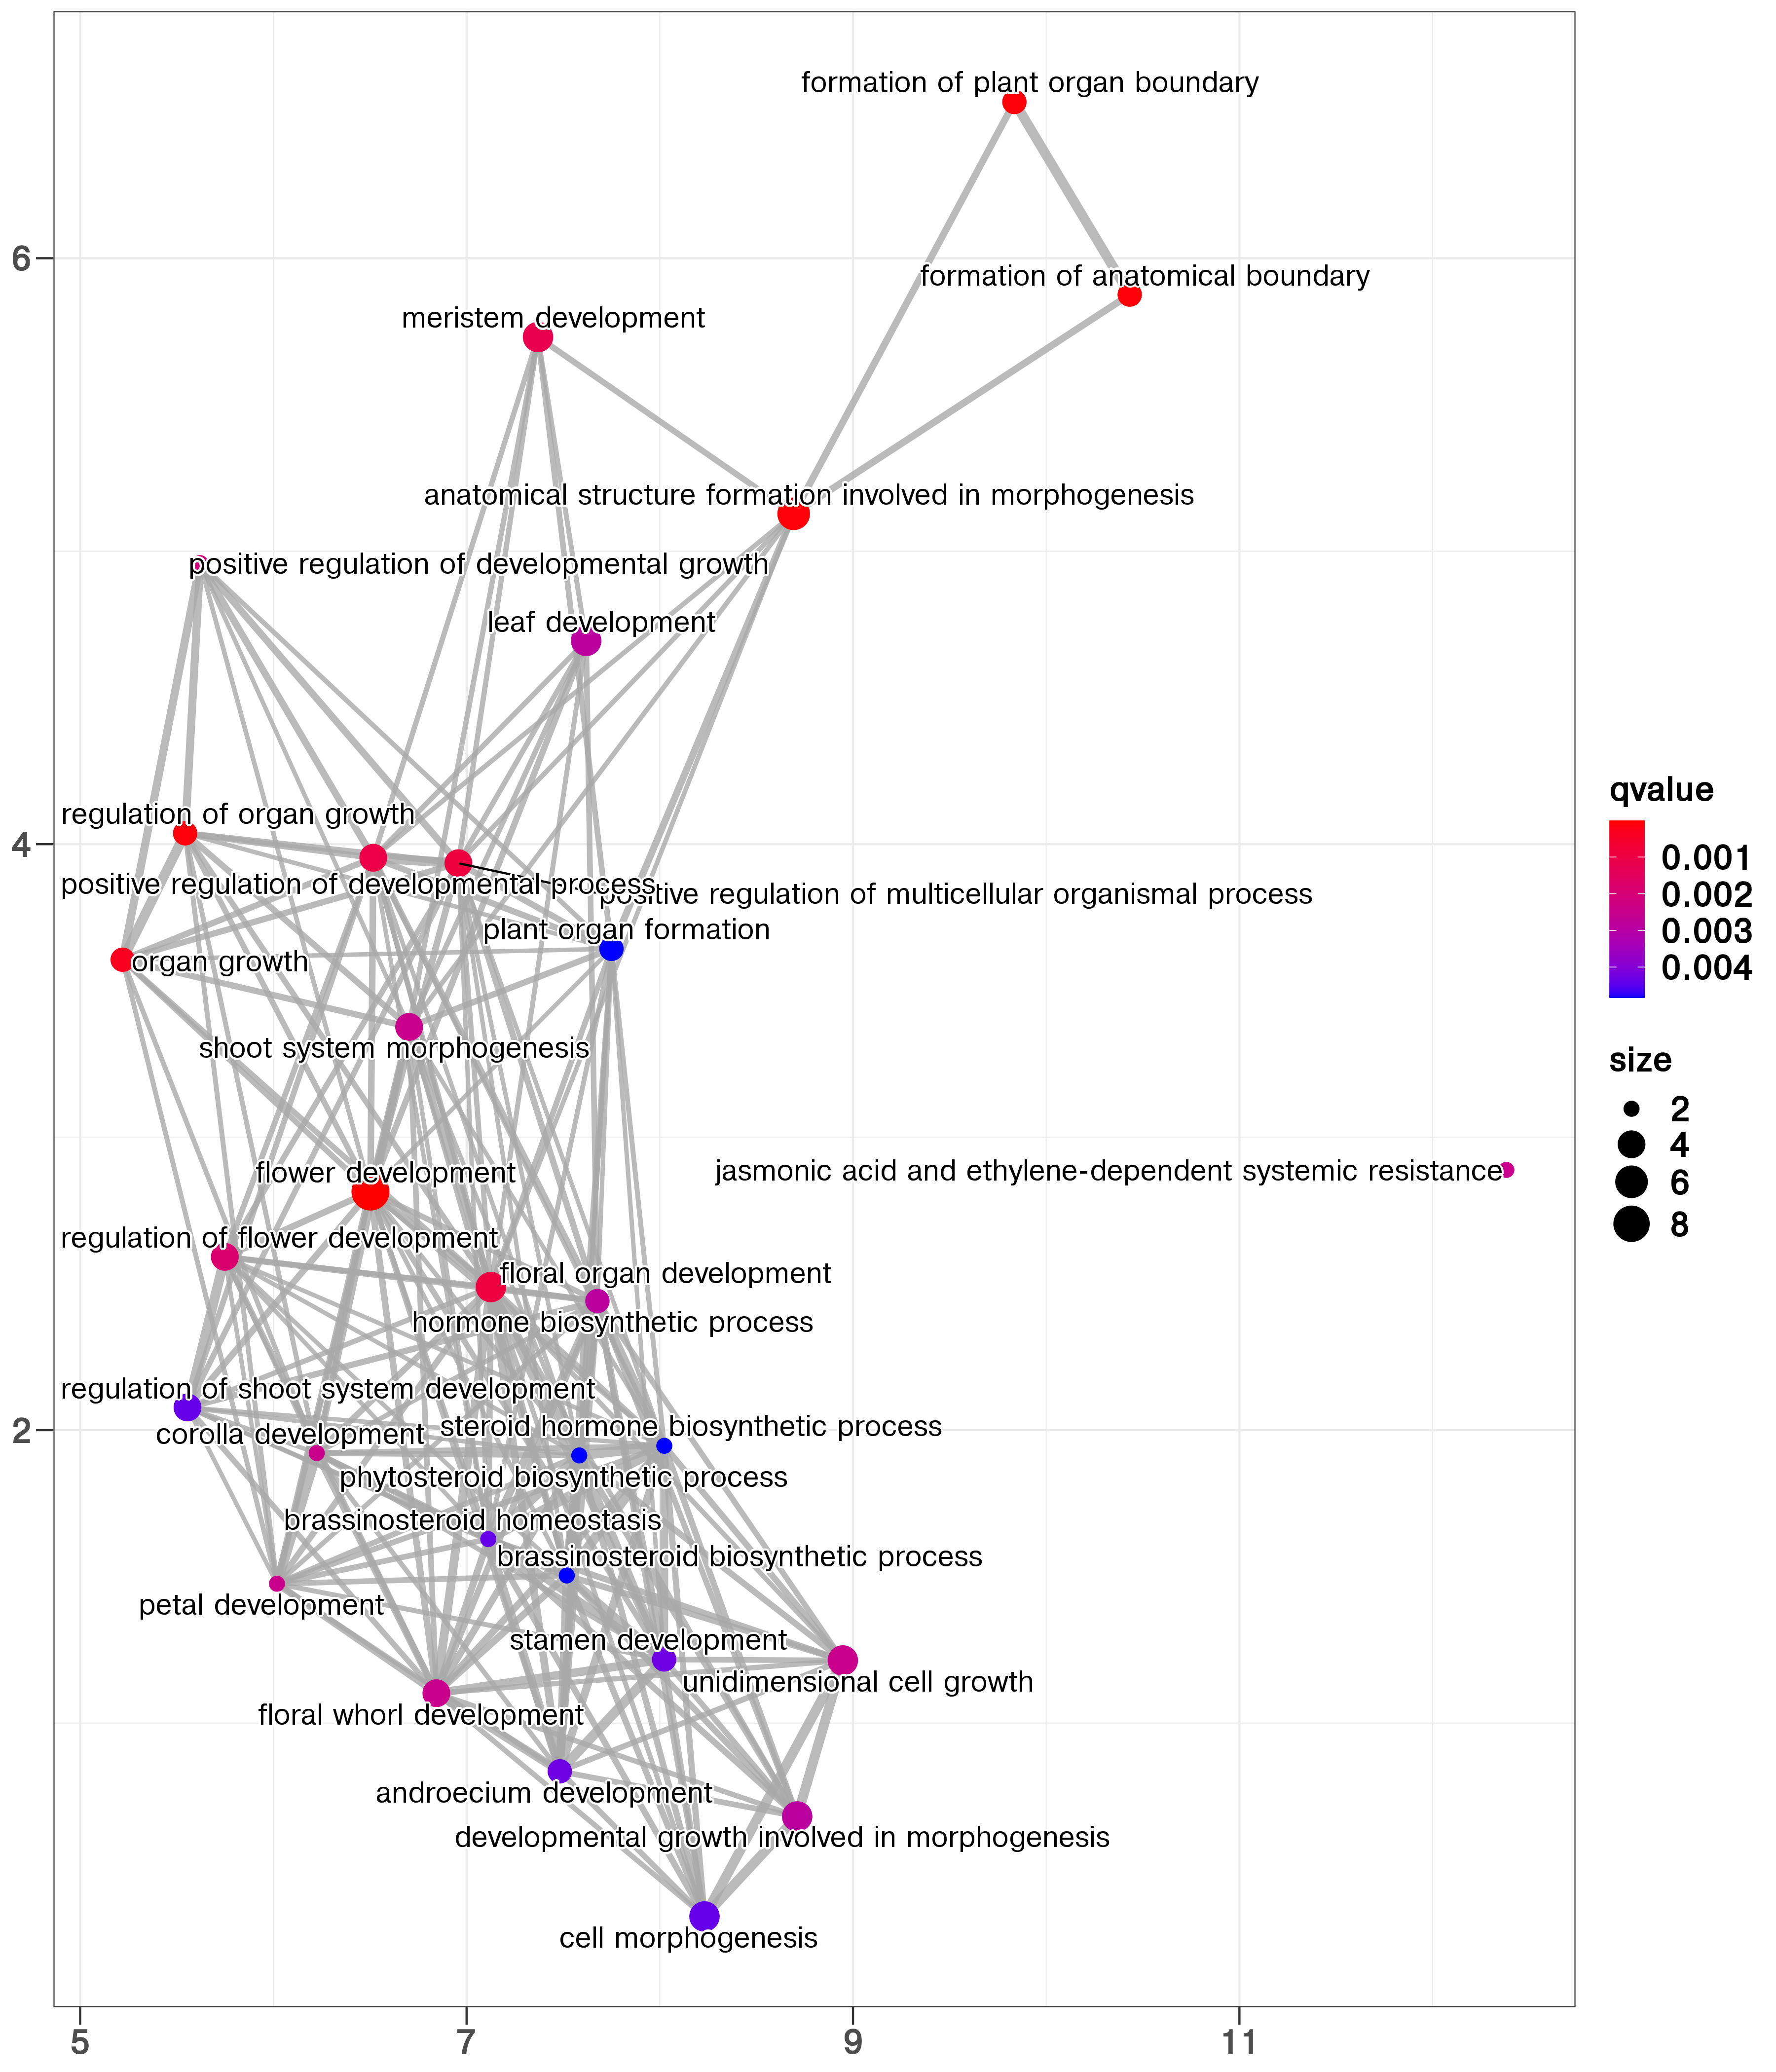 formation of plant organ boundary
6
formation of anatomical boundary
meristem development
anatomical structure formation involved in morphogenesis
positive regulation of developmental growth
leaf development
qvalue
regulation of organ growth
4
0.001
positive regulation of developmental process
positive regulation of multicellular organismal process
0.002
plant organ formation
0.003
organ growth
0.004
shoot system morphogenesis
size
2
4
flower development
jasmonic acid and ethylene-dependent systemic resistance
6
8
regulation of flower development
floral organ development
hormone biosynthetic process
regulation of shoot system development
2
corolla development
steroid hormone biosynthetic process
phytosteroid biosynthetic process
brassinosteroid homeostasis
brassinosteroid biosynthetic process
petal development
stamen development
unidimensional cell growth
floral whorl development
androecium development
developmental growth involved in morphogenesis
cell morphogenesis
5
7
9
11